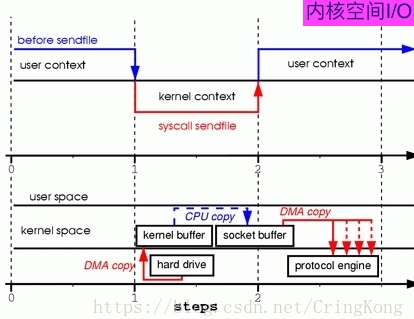 内核空间I/O
before sendfile
user context
user context
kernel context
syscall sendfile
0
1
2
3
user space
CPU copy
DMA copy
kernel space
kernel buffer
socket buffer
DMA copy
hard drive
protocol engine
0
1
2
3
steps
https://blog.csdn.net/CringKong